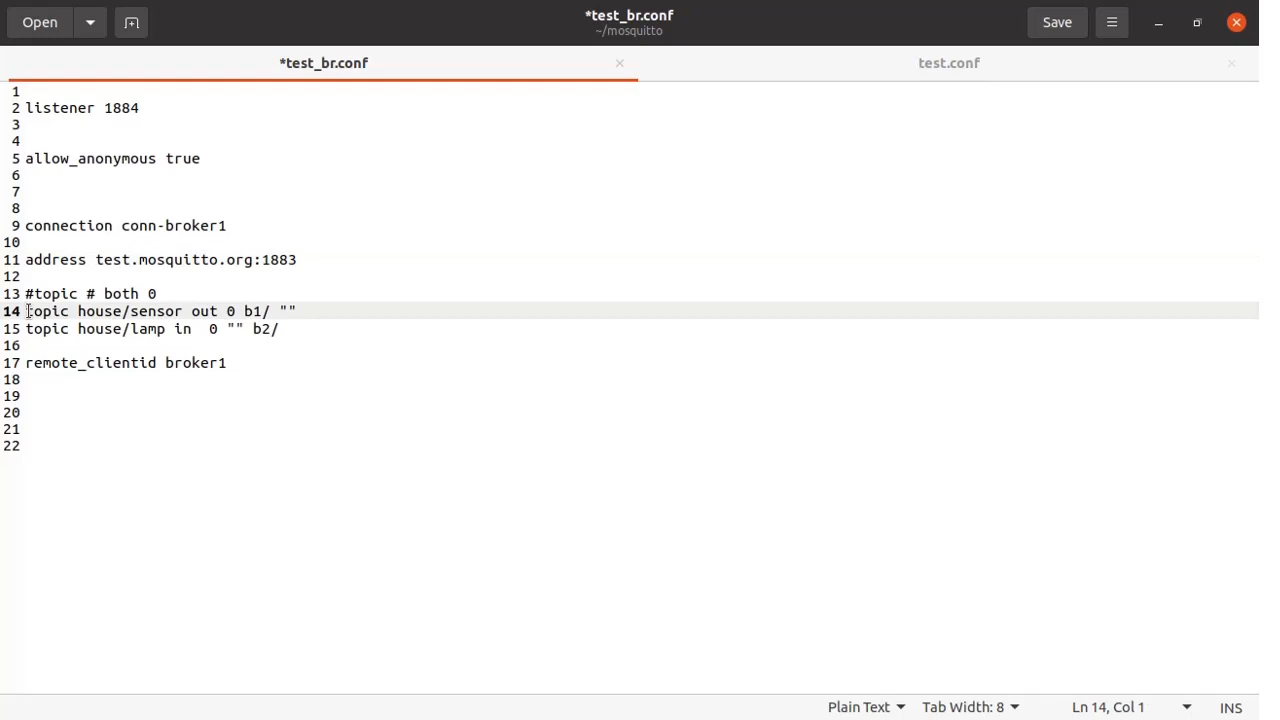 Open
*test_br.conf
~/mosquitto
Save
*test_br.conf
test.conf
1
2 listener 1884
3
4
5 allow_anonymous true
6
7
8
9 connection conn-broker1
10
11 address test.mosquitto.org:1883
12
13 #topic # both 0
14 topic house/sensor out 0 b1/ ""
15 topic house/lamp in  0 "" b2/
16
17 remote_clientid broker1
18
19
20
21
22
Plain Text Tab Width: 8 Ln 14, Col 1 INS